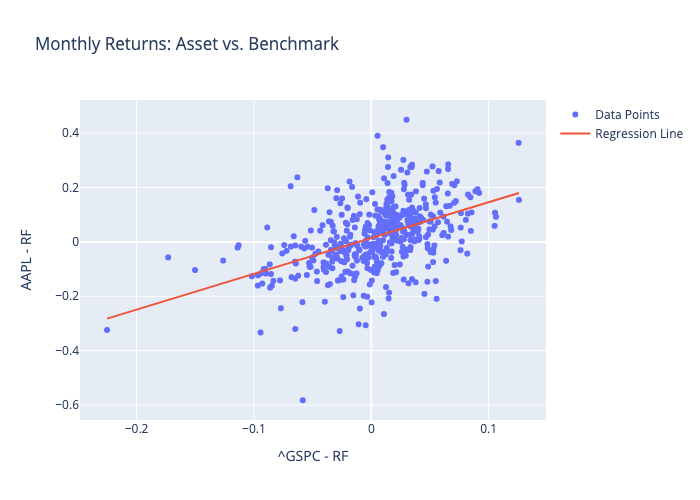 Monthly Returns: Asset vs. Benchmark
Data Points
Regression Line
0.4
0.2
0
−0.2
−0.4
−0.6
AAPL - RF
−0.2
−0.1
0
0.1
^GSPC - RF